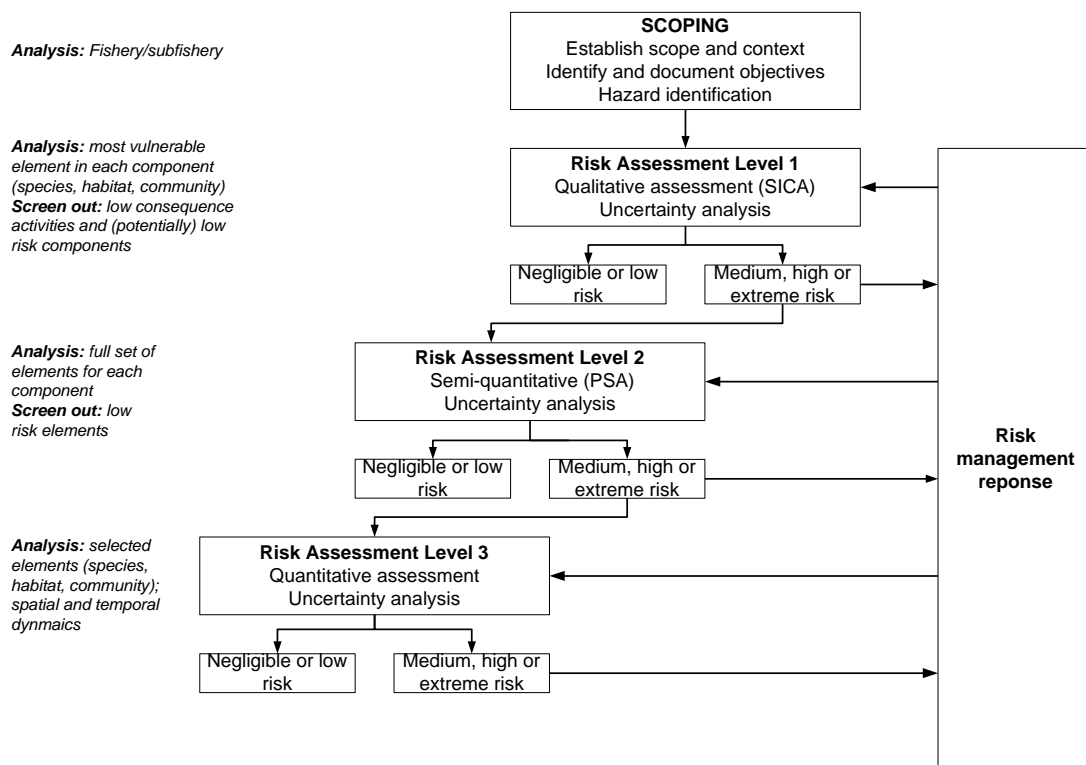 SCOPING
Establish scope and context
Identify and document objectives
Hazard identification
Analysis: Fishery/subfishery
Analysis: most vulnerable
element in each component
(species, habitat, community)
Screen out: low consequence
activities and (potentially) low
risk components
Risk Assessment Level 1
Qualitative assessment (SICA)
Uncertainty analysis
Negligible or low
risk
Medium, high or
extreme risk
Analysis: full set of
elements for each
component
Screen out: low
risk elements
Risk Assessment Level 2
Semi-quantitative (PSA)
Uncertainty analysis
Negligible or low
risk
Medium, high or
extreme risk
Analysis: selected
elements (species,
habitat, community);
spatial and temporal
dynmaics
Risk Assessment Level 3
Quantitative assessment
Uncertainty analysis
Negligible or low
risk
Medium, high or
extreme risk
Risk
management
reponse